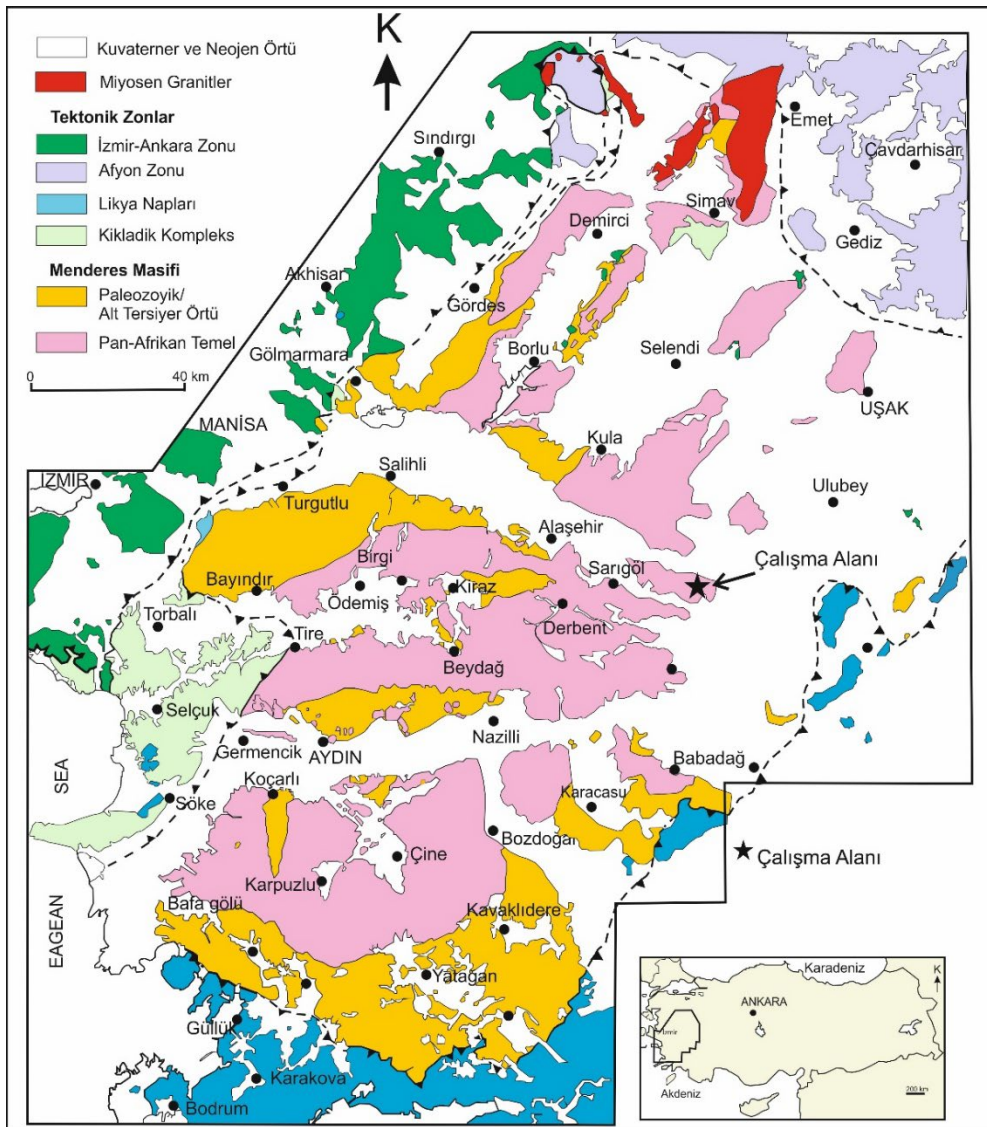 K
Kuvaterner ve Neojen Örtü
Miyosen Granitler
Tektonik Zonlar
İzmir-Ankara Zonu
Afyon Zonu
Likya Napları
Kikladik Kompleks
Menderes Masifi
Paleozoyik/
Alt Tersiyer Örtü
Pan-Afrikan Temel
0 40 km
Sındırgı
Emet
Çavdarhisar
Simav
Demirci
Gediz
Akhisar
Gördes
Gölmarmara
Borlu
Selendi
UŞAK
MANİSA
Kula
Salihli
İZMİR
Turgutlu
Ulubey
Alaşehir
Birgi
Sarıgöl
Çalışma Alanı
Bayındır
Ödemiş
Kiraz
Torbalı
Derbent
Tire
Beydağ
Selçuk
Germencik
AYDIN
Nazilli
Babadağ
SEA
Koçarlı
Karacasu
Söke
Bozdoğan
Çine
Çalışma Alanı
Karpuzlu
Bafa gölü
Kavaklıdere
EAGEAN
Yatağan
Güllük
Karakova
Bodrum
Karadeniz
K
ANKARA
İzmir
200 km
Akdeniz